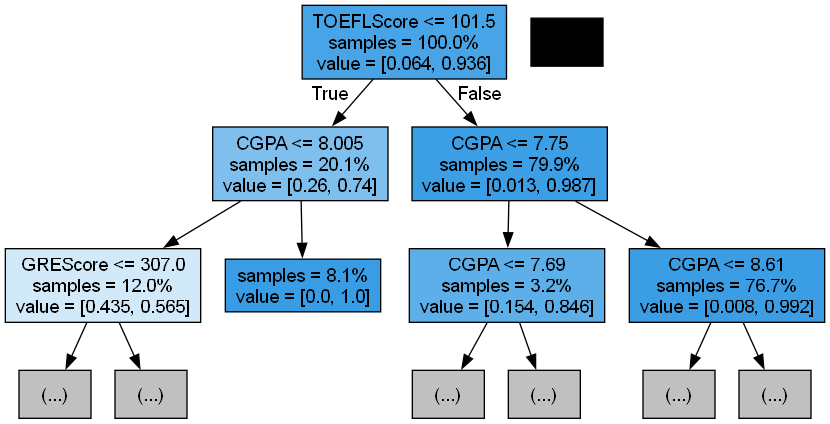 TOEFLScore <= 101.5
samples = 100.0%
value = [0.064, 0.936]
True
False
CGPA <= 8.005
samples = 20.1%
value = [0.26, 0.74]
CGPA <= 7.75
samples = 79.9%
value = [0.013, 0.987]
GREScore <= 307.0
samples = 12.0%
value = [0.435, 0.565]
samples = 8.1%
value = [0.0, 1.0]
CGPA <= 7.69
samples = 3.2%
value = [0.154, 0.846]
CGPA <= 8.61
samples = 76.7%
value = [0.008, 0.992]
(...)
(...)
(...)
(...)
(...)
(...)